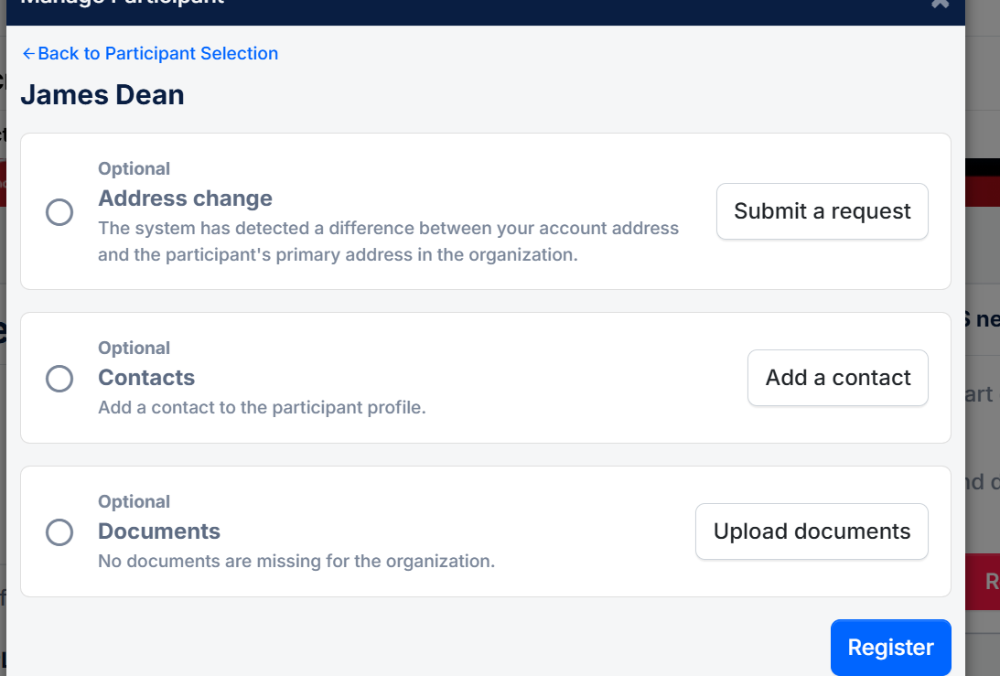 Manage Participant
←Back to Participant Selection
James Dean
Optional
Address change
The system has detected a difference between your account address
and the participant's primary address in the organization.
Submit a request
Optional
Contacts
Add a contact to the participant profile.
Add a contact
Optional
Documents
No documents are missing for the organization.
Upload documents
Register